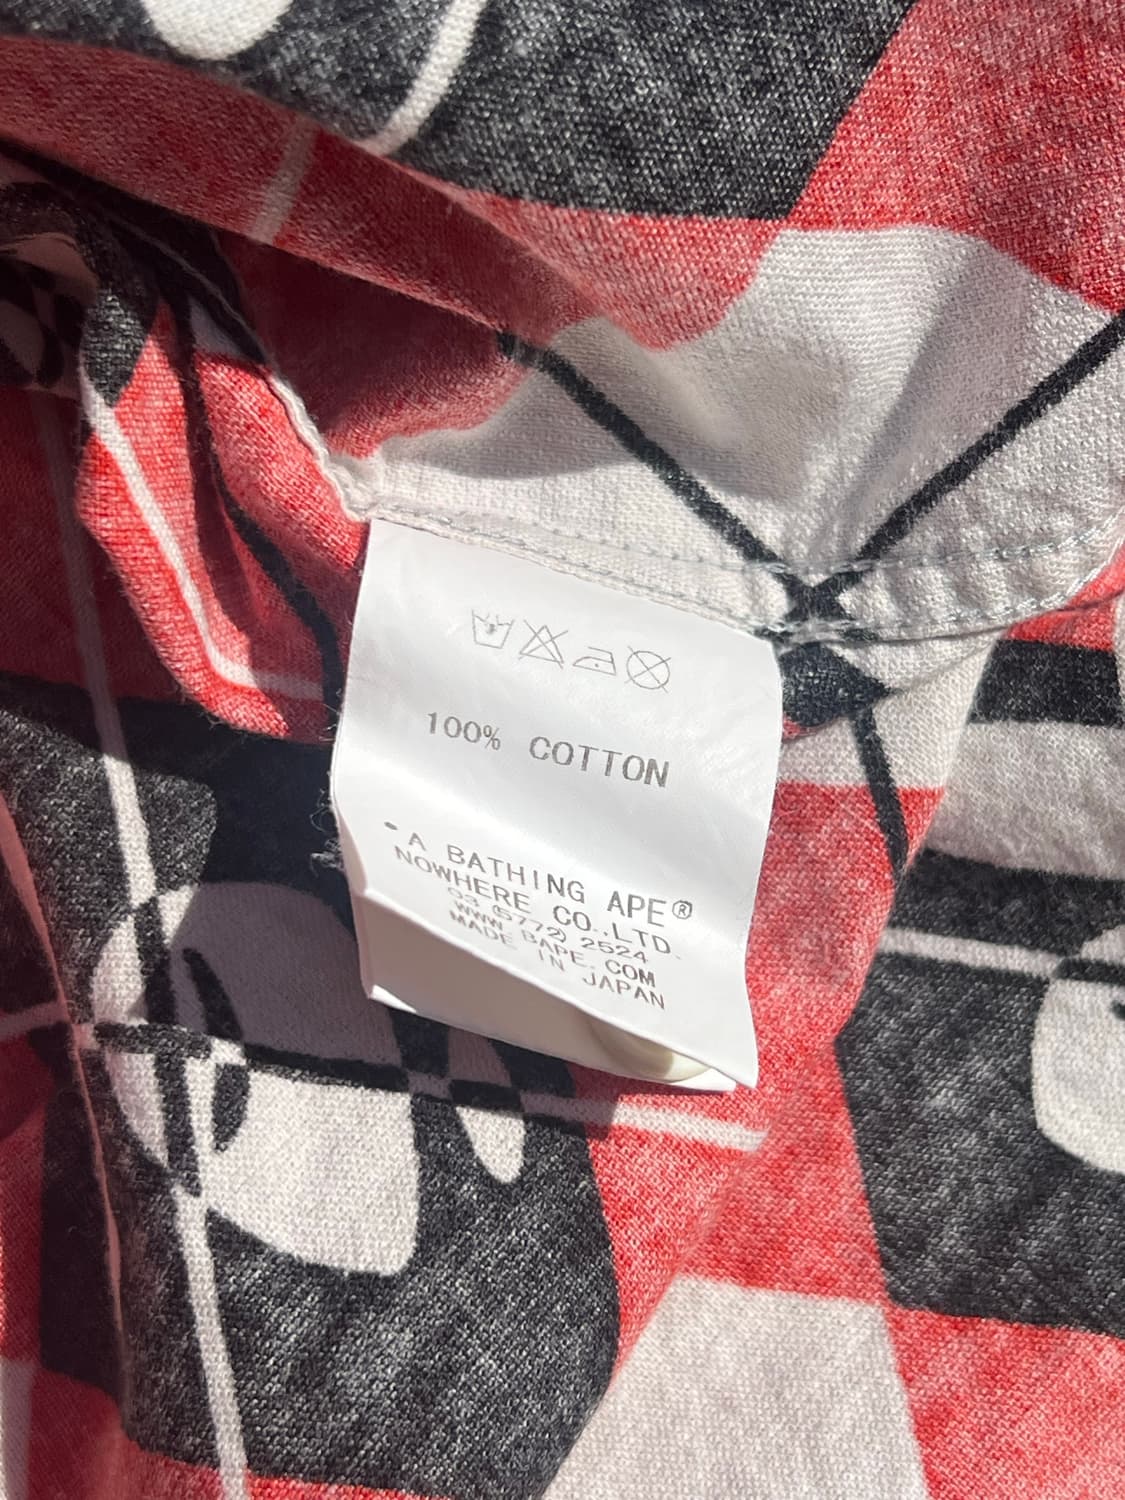 100% COTTON
A BATHING APE®
NOWHERE CO.,LTD.
03 (5772) 2524
WWW.BAPE.COM
MADE IN JAPAN